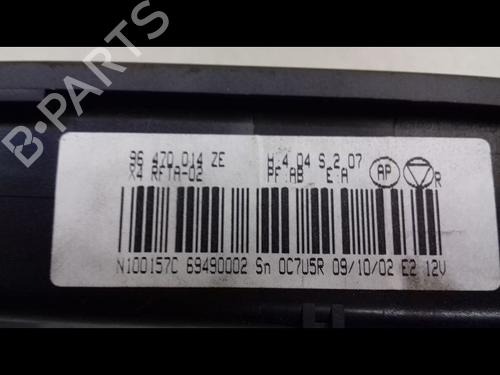 96 470 014 ZE H.4.04 S.2.07
X4 RFTA-02 PF.AB E.A AP R
N100157C 69490002 Sn 0C7U5R 09/10/02 E2 12V
B-PARTS